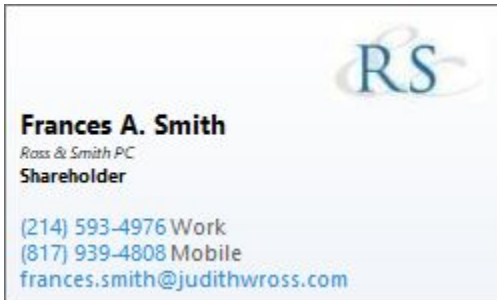 RS
Frances A. Smith
Ross & Smith PC
Shareholder
(214) 593-4976 Work
(817) 939-4808 Mobile
frances.smith@judithwross.com